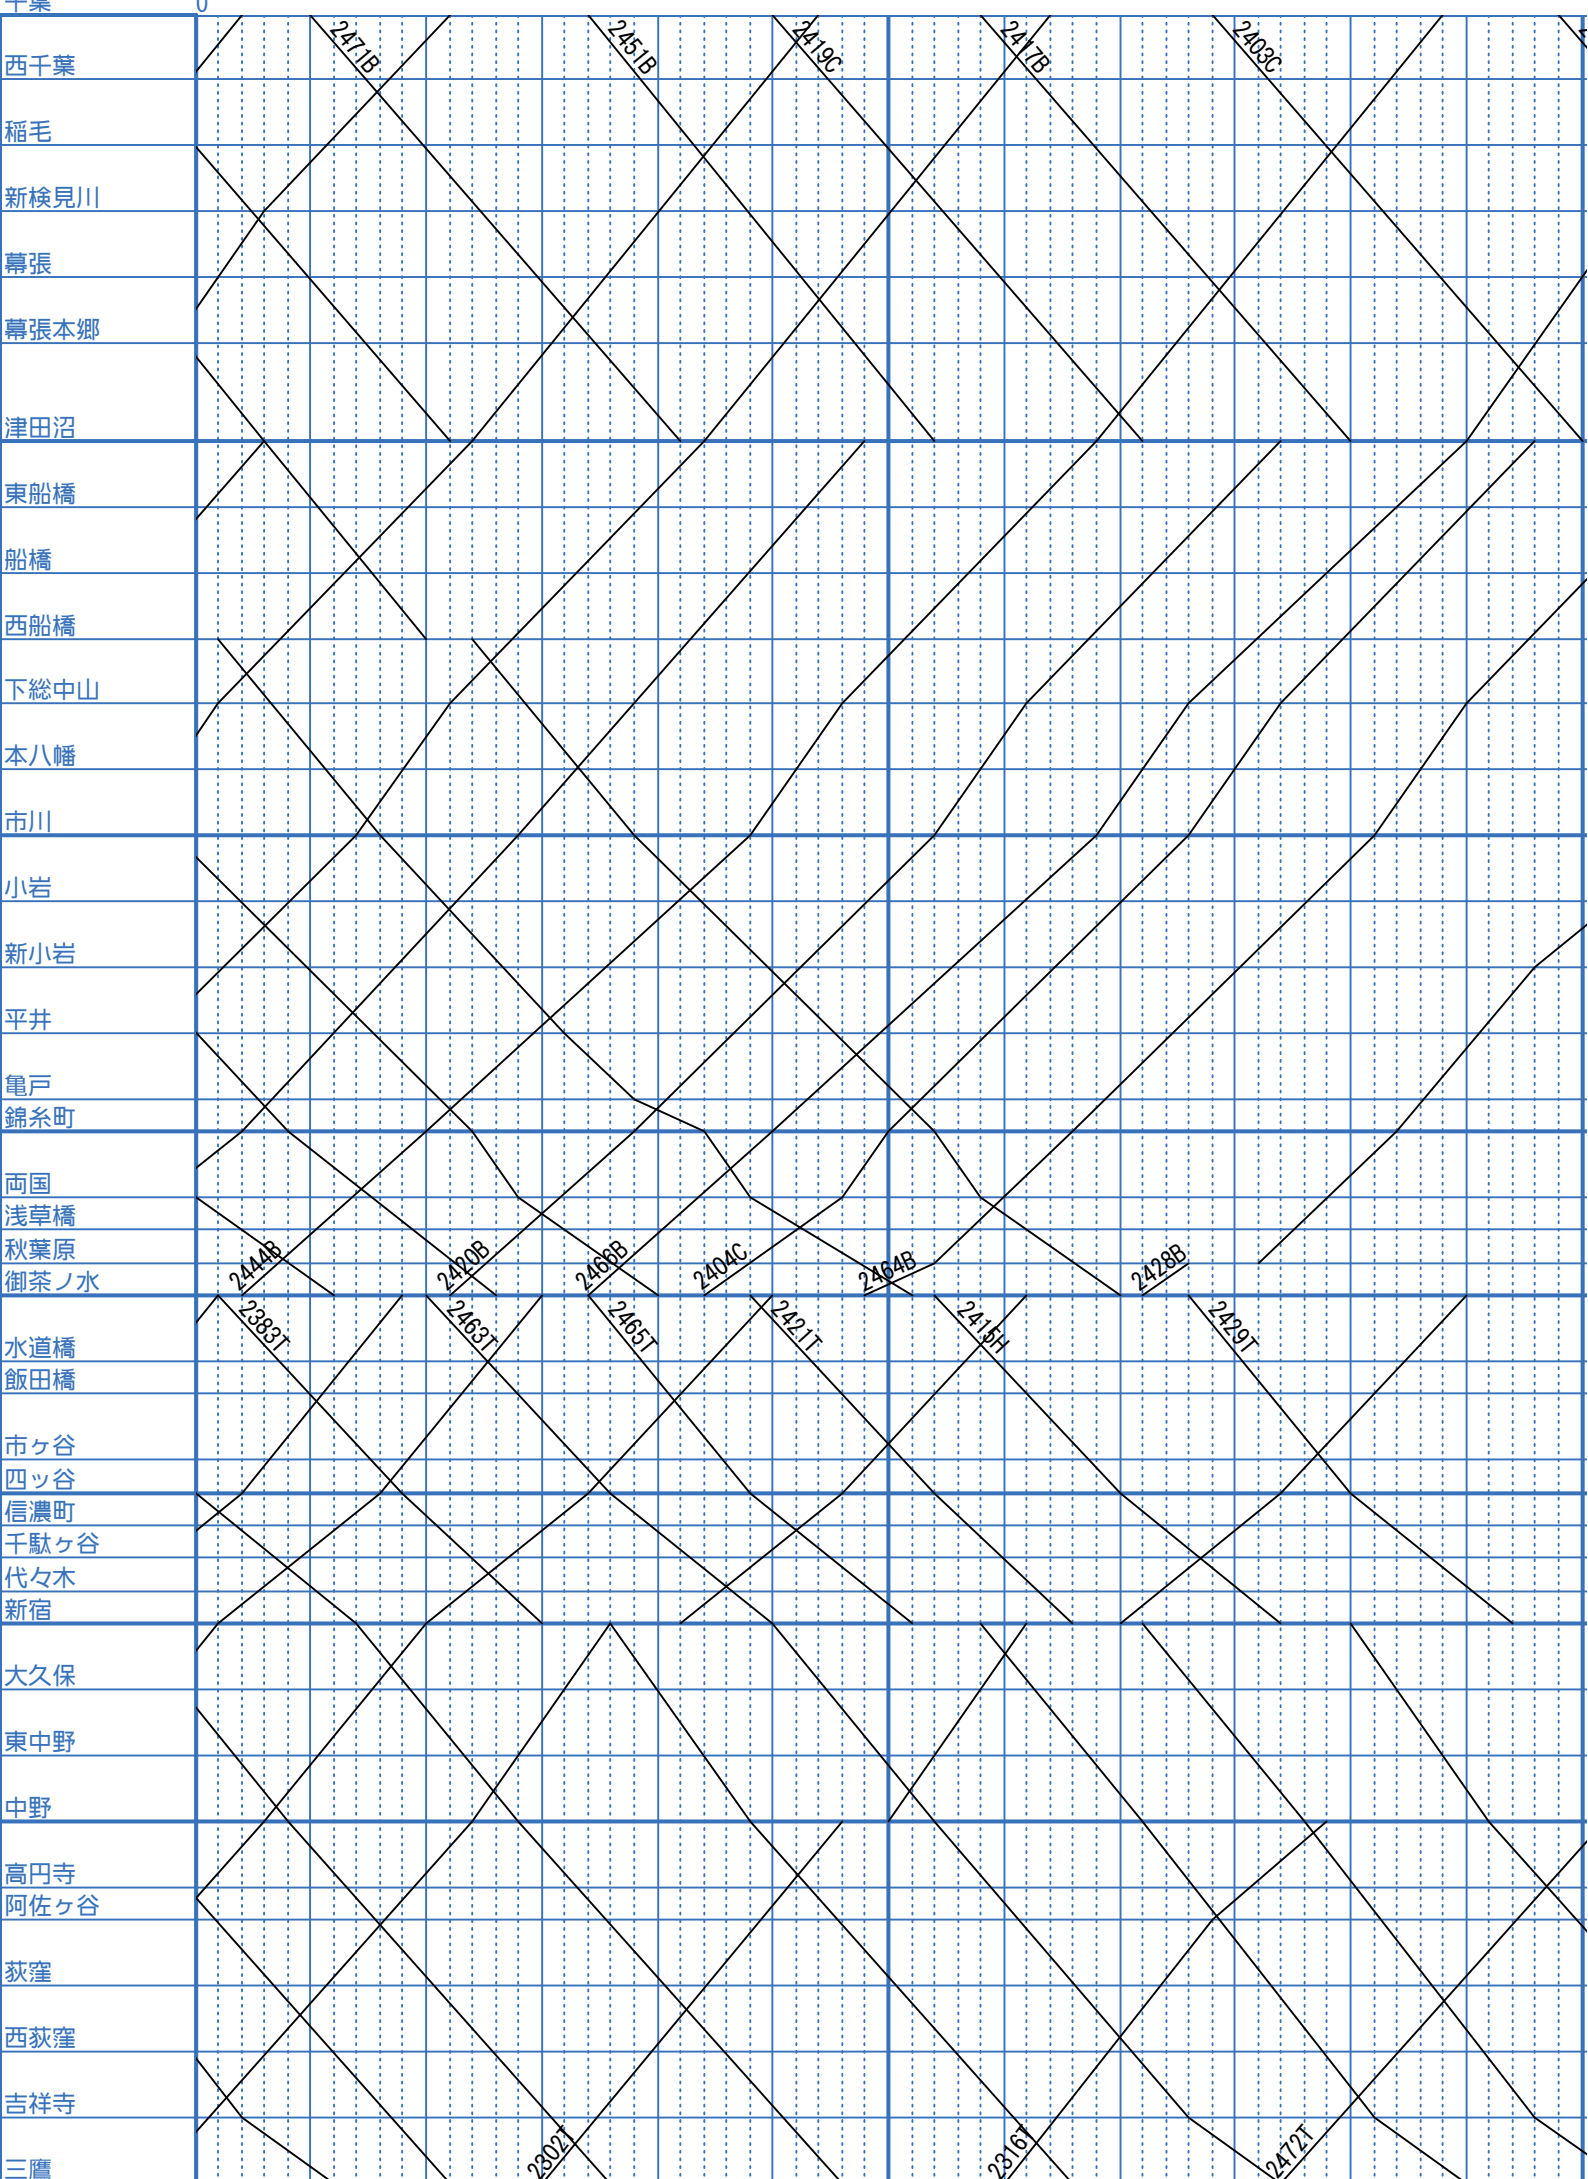 千葉 0
2471B 2451B 2419C 2417B 2403C
西千葉
稲毛
新検見川
幕張
幕張本郷
津田沼
東船橋
船橋
西船橋
下総中山
本八幡
市川
小岩
新小岩
平井
亀戸
錦糸町
両国
浅草橋
秋葉原
2444B 2420B 2466B 2404C 2464B 2428B
御茶ノ水
2383T 2463T 2465T 2421T 2415H 2429T
水道橋
飯田橋
市ヶ谷
四ッ谷
信濃町
千駄ヶ谷
代々木
新宿
大久保
東中野
中野
高円寺
阿佐ヶ谷
荻窪
西荻窪
吉祥寺
2302T 2316T 2472T
三鷹